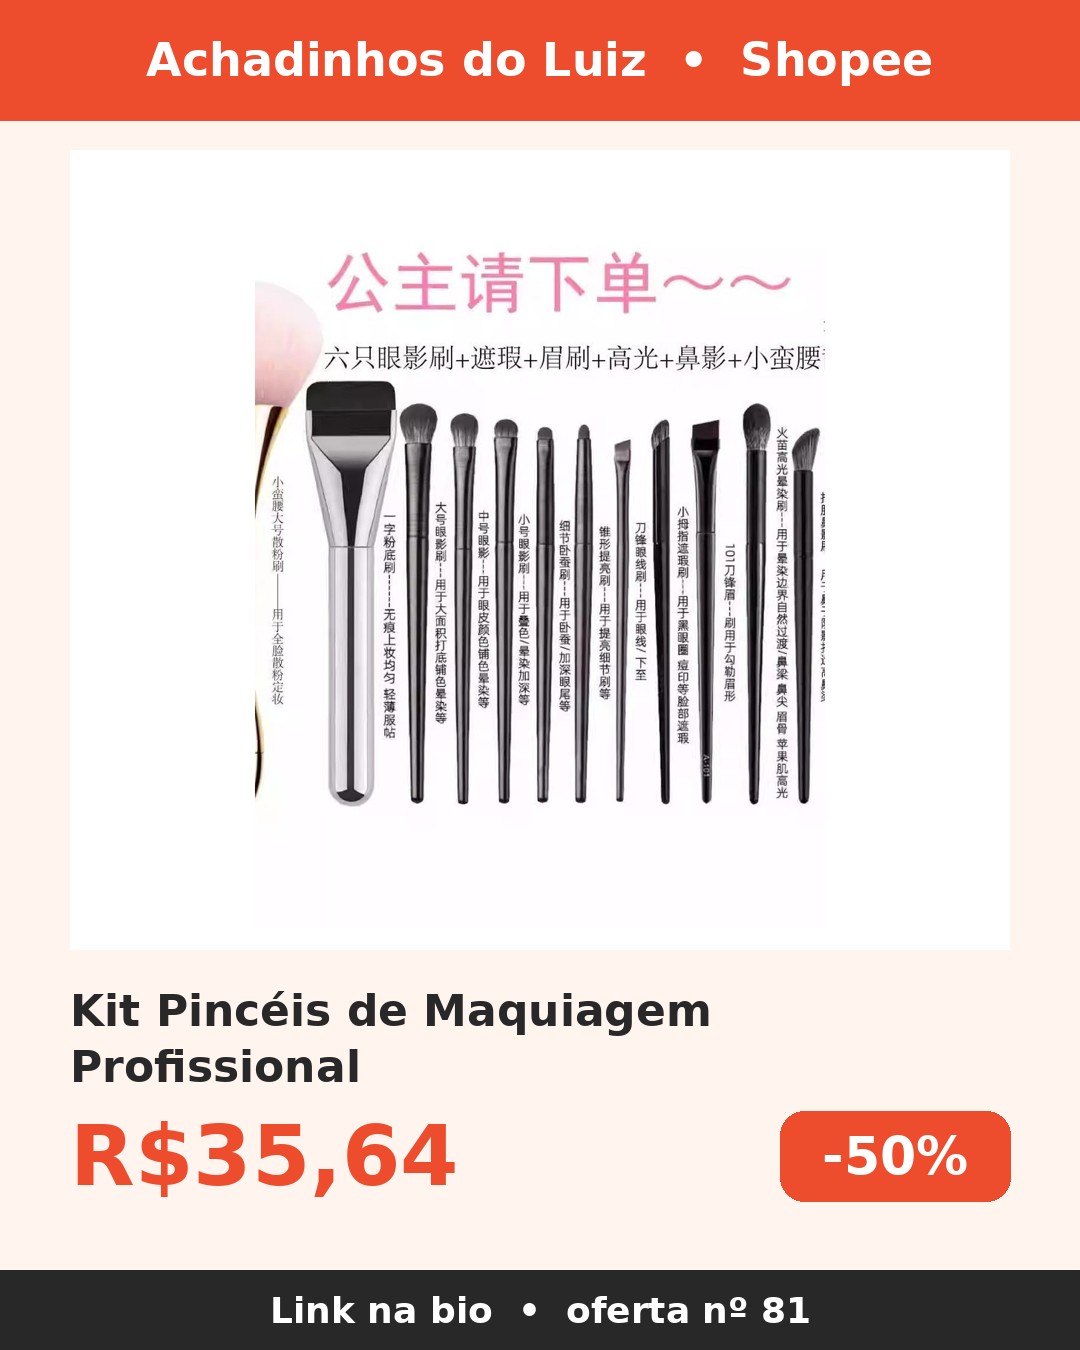 Achadinhos do Luiz • Shopee
公主请下单～～
六只眼影刷+遮瑕+眉刷+高光+鼻影+小蛮腰
小蛮腰大号散粉刷——用于全脸散粉定妆
一字粉底刷------无痕上妆均匀 轻薄服帖
大号眼影刷---用于大面积打底铺色晕染等
中号眼影---用于眼皮颜色铺色晕染等
小号眼影刷---用于叠色/晕染加深等
细节卧蚕刷---用于卧蚕/加深眼尾等
锥形提亮刷---用于提亮细节刷等
刀锋眼线刷---用于眼线/下至
小拇指遮瑕刷---用于黑眼圈 痘印等脸部遮瑕
101刀锋眉---刷用于勾勒眉形
火苗高光晕染刷---用于晕染边界自然过渡/鼻梁 鼻尖 眉骨 苹果肌高光
A-101
Kit Pincéis de Maquiagem
Profissional
R$35,64
-50%
Link na bio • oferta nº 81